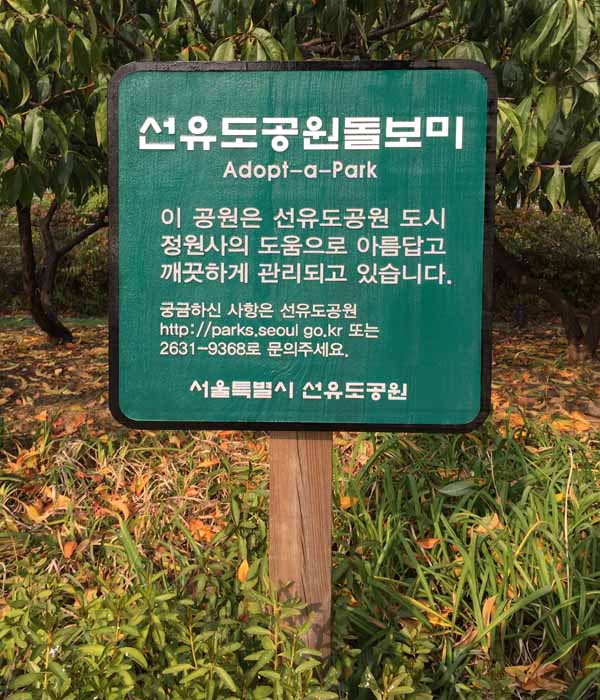 선유도공원돌보미
Adopt-a-Park
이 공원은 선유도공원 도시
정원사의 도움으로 아름답고
깨끗하게 관리되고 있습니다.
궁금하신 사항은 선유도공원
http://parks.seoul go.kr 또는
2631-9368로 문의주세요.
서울특별시 선유도공원